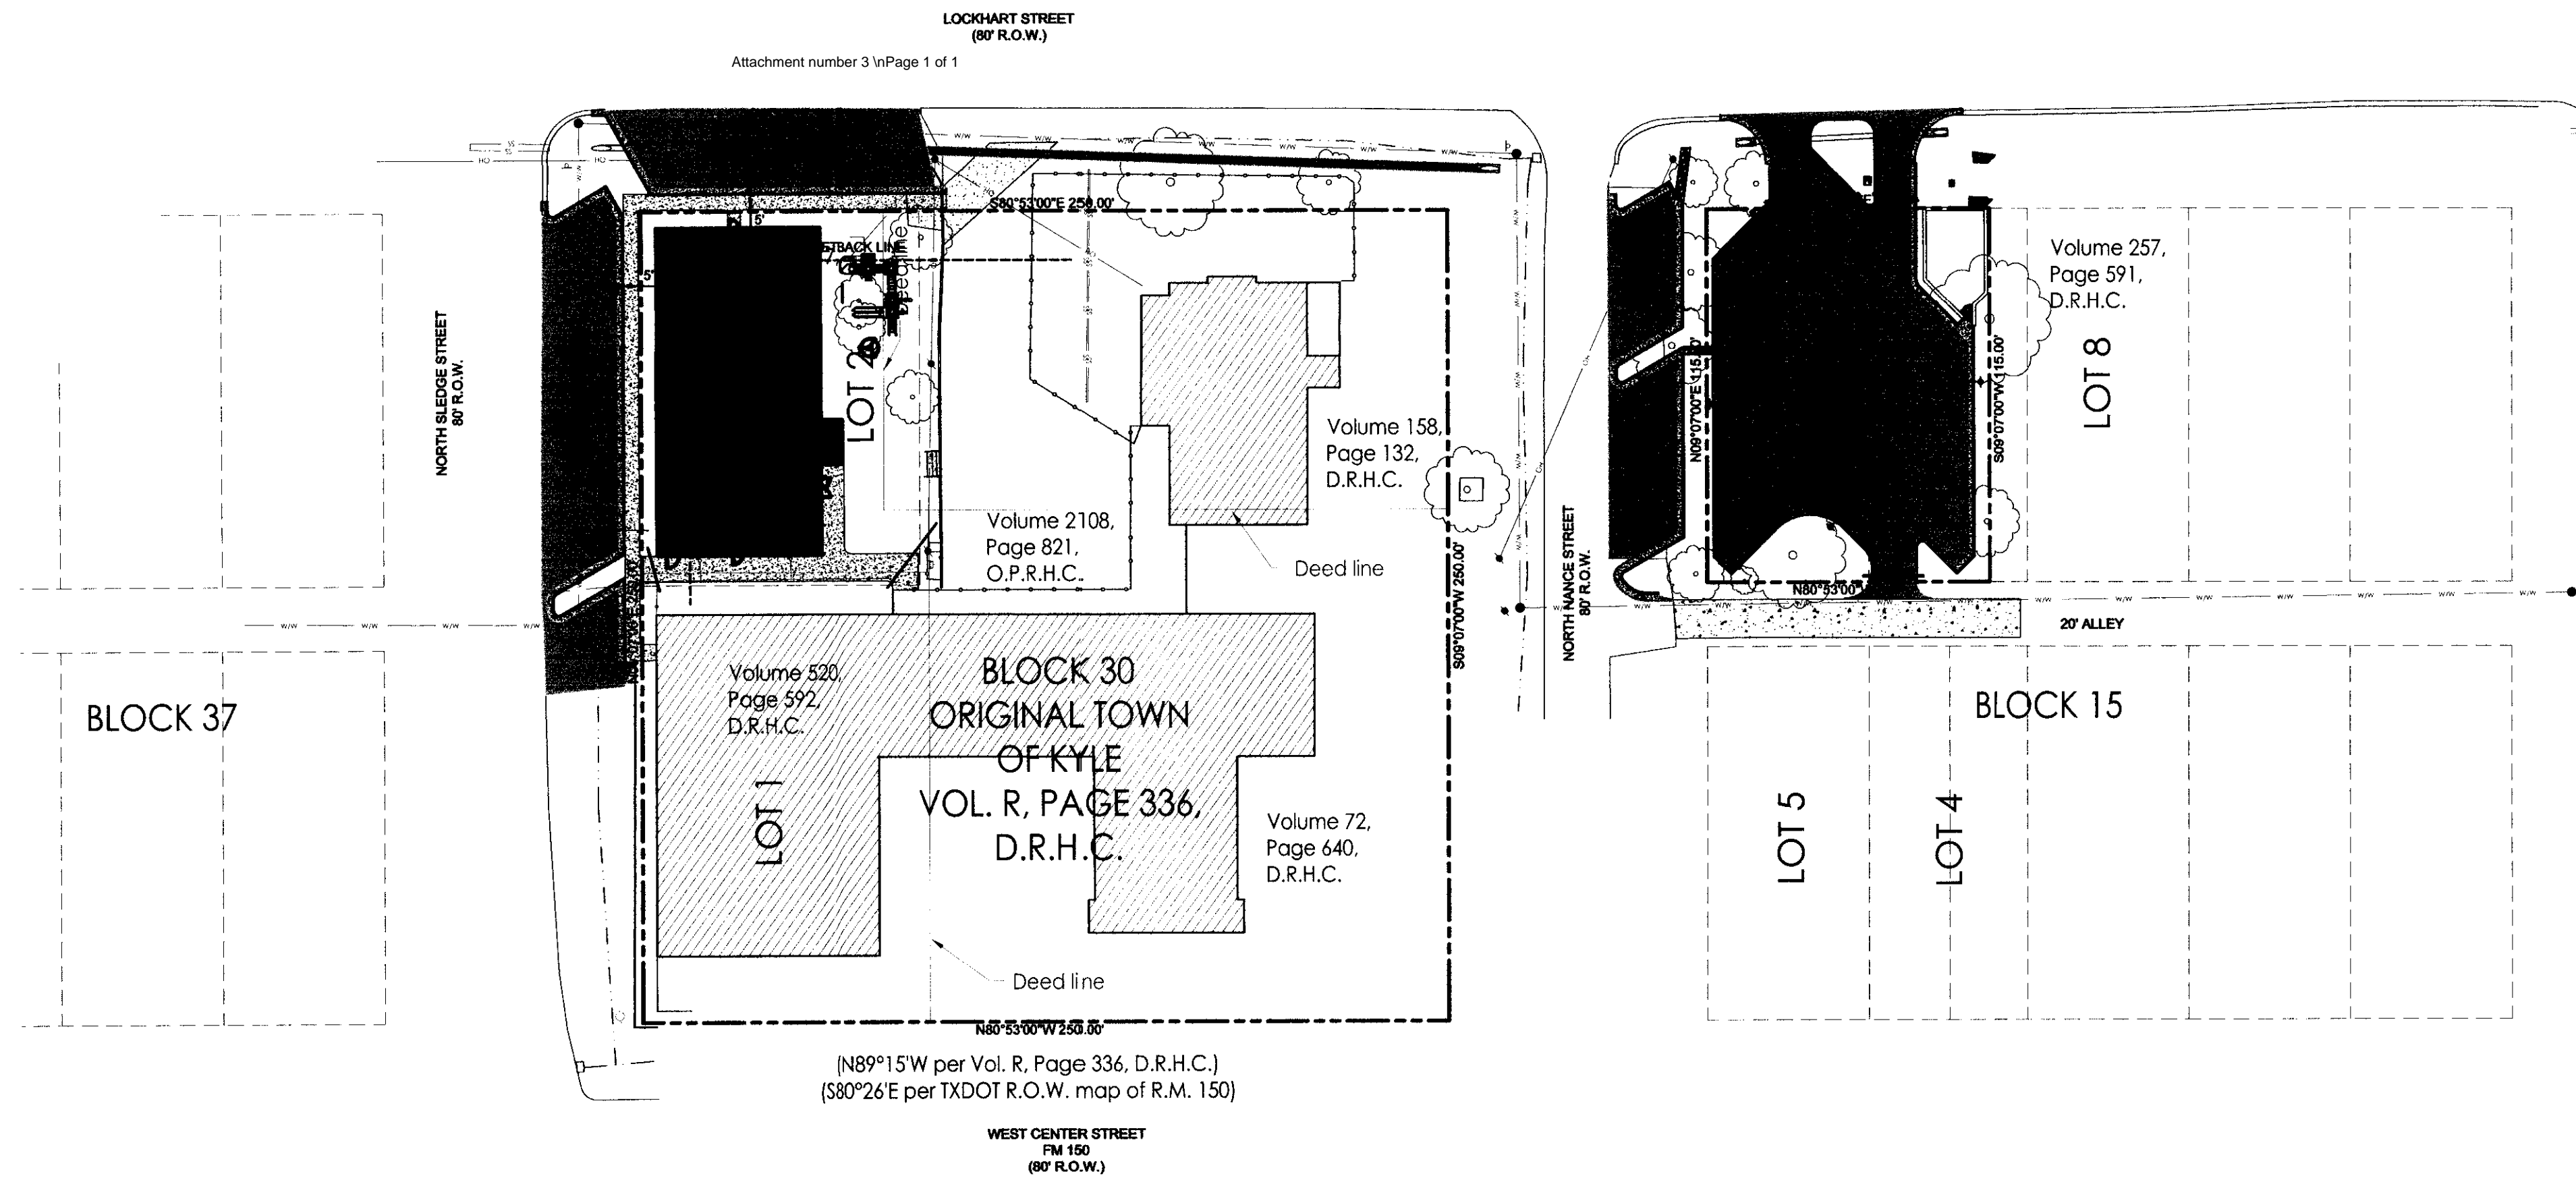 LOCKHART STREET
(80' R.O.W.)
Attachment number 3 \nPage 1 of 1
SS
SS
OH
OH
W/W
W/W
W/W
W/W
W/W
S80°53'00"E 250.00'
5'
5'
Deed line
LOT 2
NORTH SLEDGE STREET
80' R.O.W.
Volume 158,
Page 132,
D.R.H.C.
Volume 2108,
Page 821,
O.P.R.H.C.
Deed line
S09°07'00"W 250.00'
NORTH NANCE STREET
80' R.O.W.
Volume 257,
Page 591,
D.R.H.C.
LOT 8
N09°07'00"E 115.00'
S09°07'00"W 115.00'
N80°53'00"
W/W
W/W
W/W
W/W
20' ALLEY
Volume 520,
Page 592,
D.R.H.C.
BLOCK 30
ORIGINAL TOWN
OF KYLE
VOL. R, PAGE 336,
D.R.H.C.
LOT 1
Volume 72,
Page 640,
D.R.H.C.
Deed line
BLOCK 37
BLOCK 15
LOT 5
LOT 4
N80°53'00"W 250.00'
(N89°15'W per Vol. R, Page 336, D.R.H.C.)
(S80°26'E per TXDOT R.O.W. map of R.M. 150)
WEST CENTER STREET
FM 150
(80' R.O.W.)